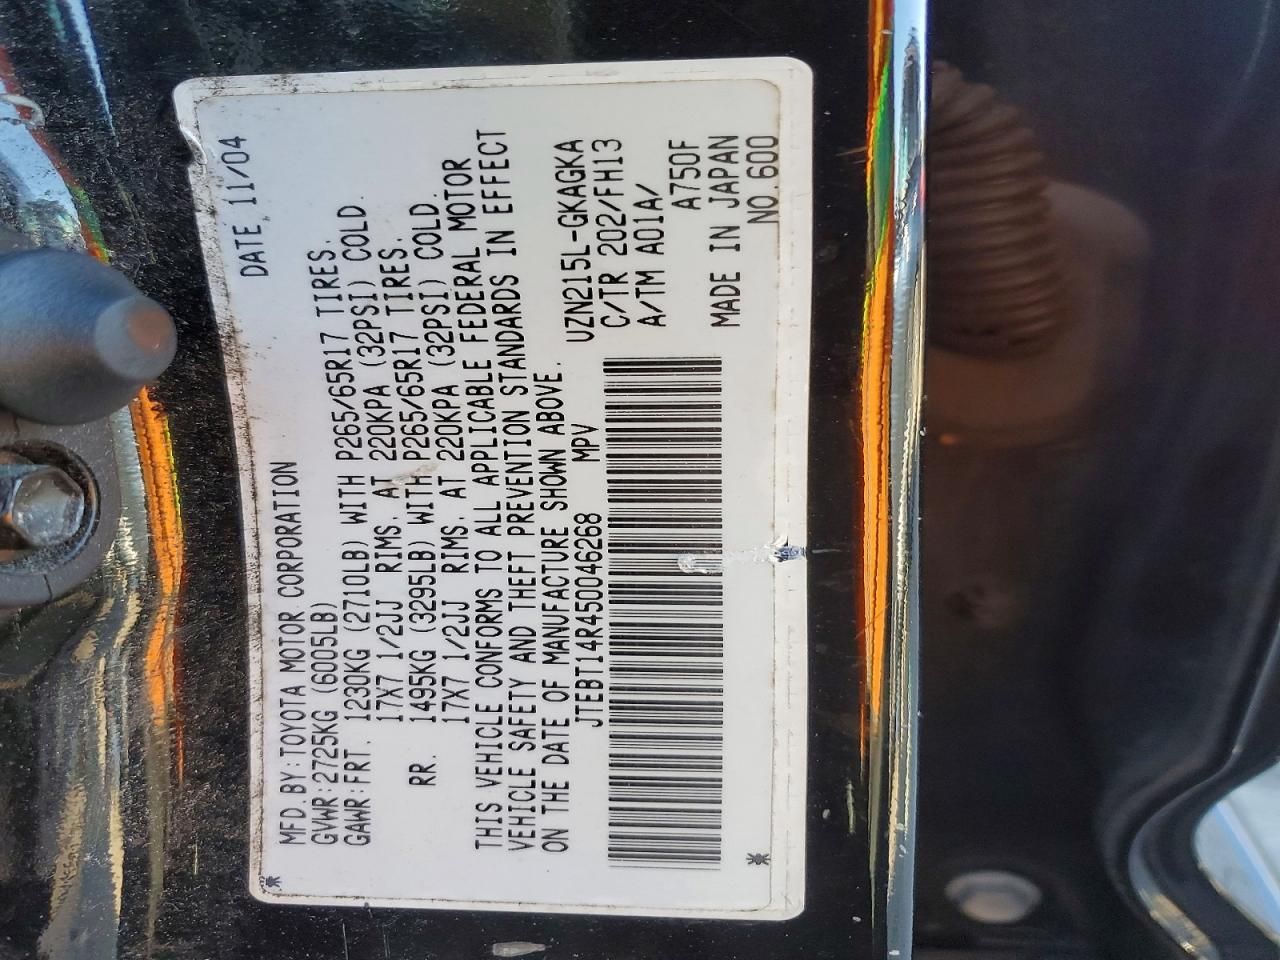 DATE 11/04
MFD.BY:TOYOTA MOTOR CORPORATION
GVWR:2725KG (6005LB)
GAWR:FRT. 1230KG (2710LB) WITH P265/65R17 TIRES.
17X7 1/2JJ RIMS. AT 220KPA (32PSI) COLD.
RR. 1495KG (3295LB) WITH P265/65R17 TIRES.
17X7 1/2JJ RIMS. AT 220KPA (32PSI) COLD.
THIS VEHICLE CONFORMS TO ALL APPLICABLE FEDERAL MOTOR
VEHICLE SAFETY AND THEFT PREVENTION STANDARDS IN EFFECT
ON THE DATE OF MANUFACTURE SHOWN ABOVE.
JTEBT14R450046268 MPV
UZN215L-GKAGKA
C/TR 202/FH13
A/TM A01A/
A750F
MADE IN JAPAN
NO.600